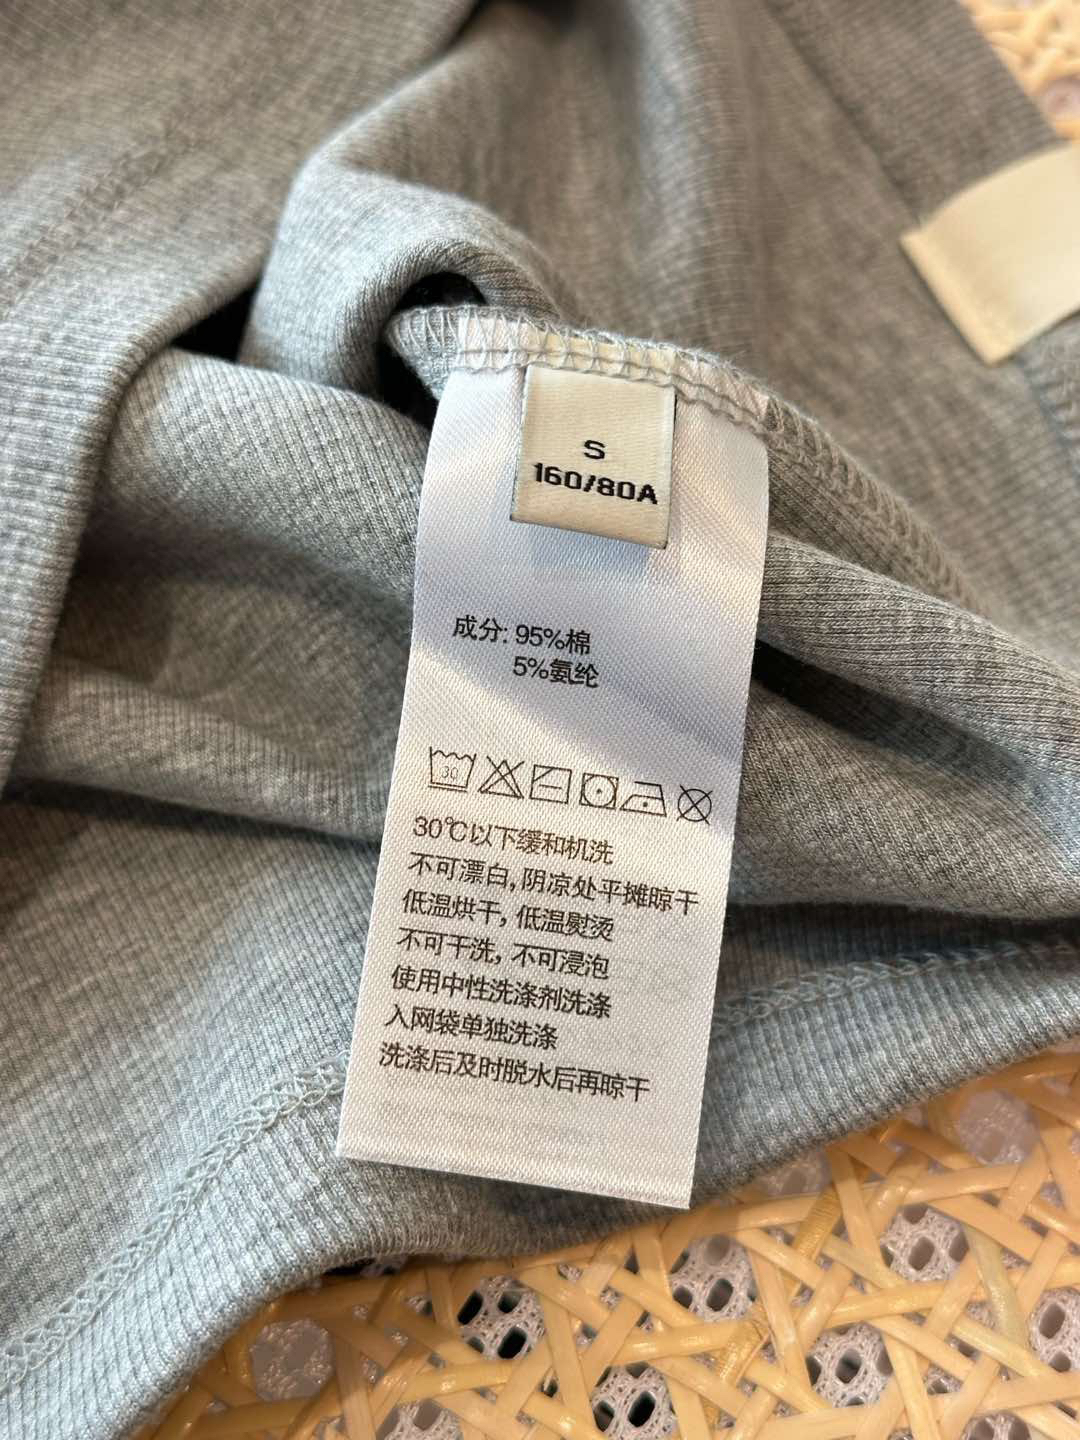 S
160/80A
成分: 95%棉
5%氨纶
30
30℃以下缓和机洗
不可漂白, 阴凉处平摊晾干
低温烘干, 低温熨烫
不可干洗, 不可浸泡
使用中性洗涤剂洗涤
入网袋单独洗涤
洗涤后及时脱水后再晾干